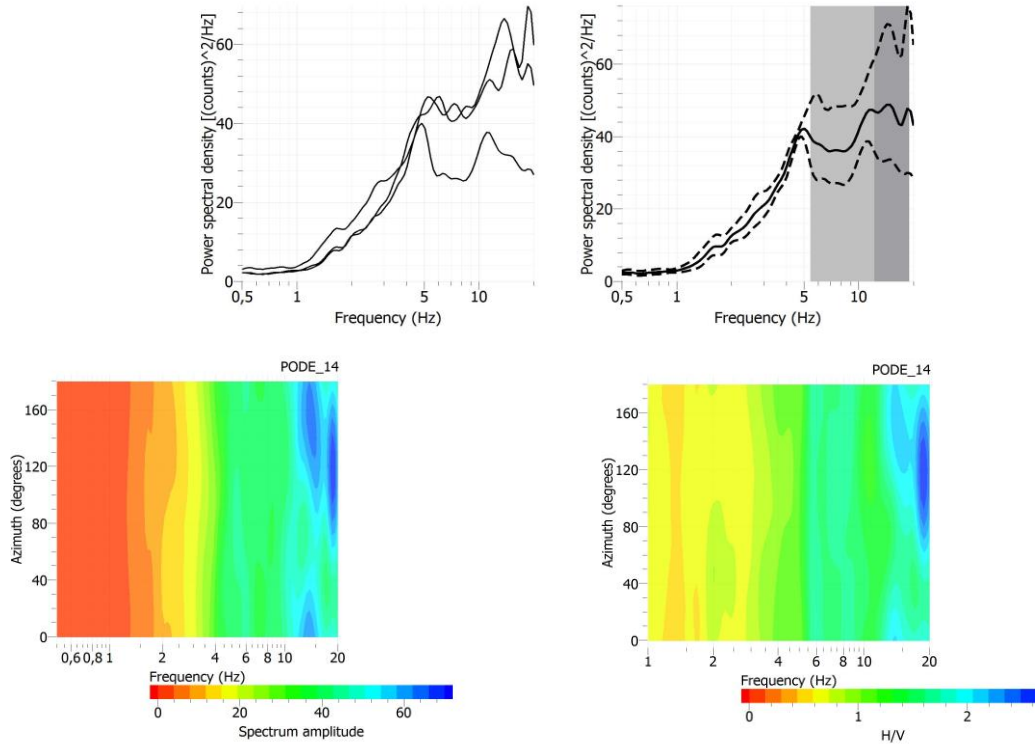 Power spectral density [(counts)^2/Hz]
60
40
20
0
0,5
1
5
10
Frequency (Hz)
Power spectral density [(counts)^2/Hz]
60
40
20
0
0,5
1
5
10
Frequency (Hz)
PODE_14
Azimuth (degrees)
160
120
80
40
0
0,6 0,8 1 2 4 6 8 10 20
Frequency (Hz)
0 20 40 60
Spectrum amplitude
PODE_14
Azimuth (degrees)
160
120
80
40
0
1 2 4 6 8 10 20
Frequency (Hz)
0 1 2
H/V